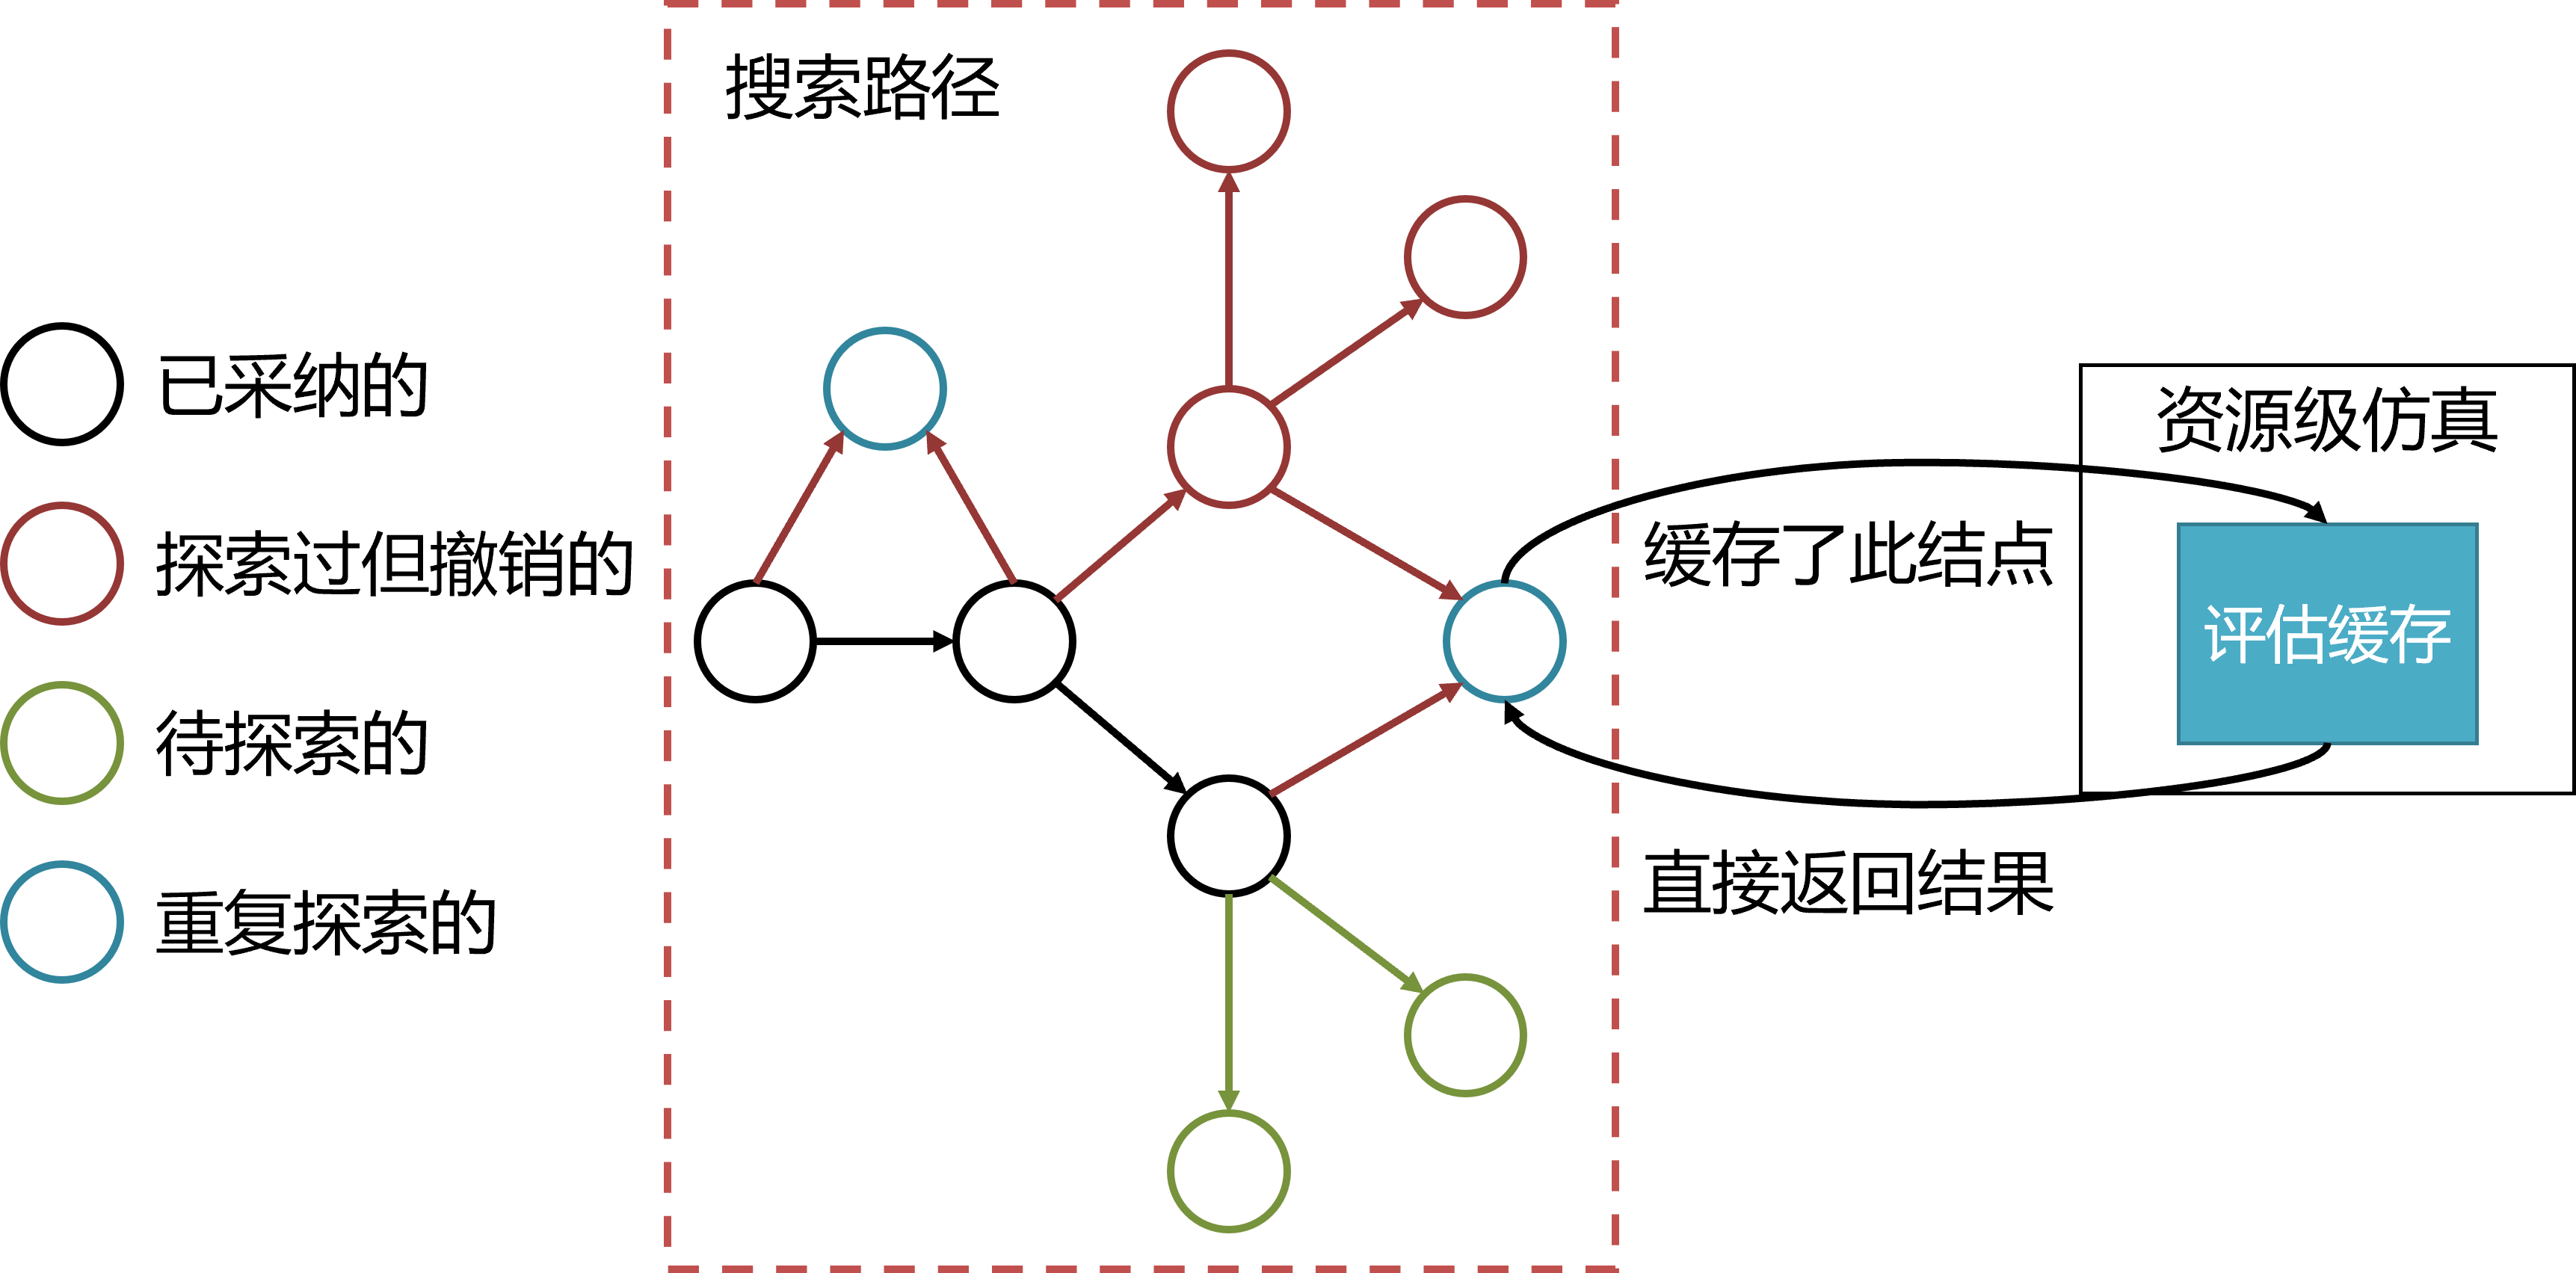 搜索路径
已采纳的
探索过但撤销的
待探索的
重复探索的
缓存了此结点
直接返回结果
资源级仿真
评估缓存